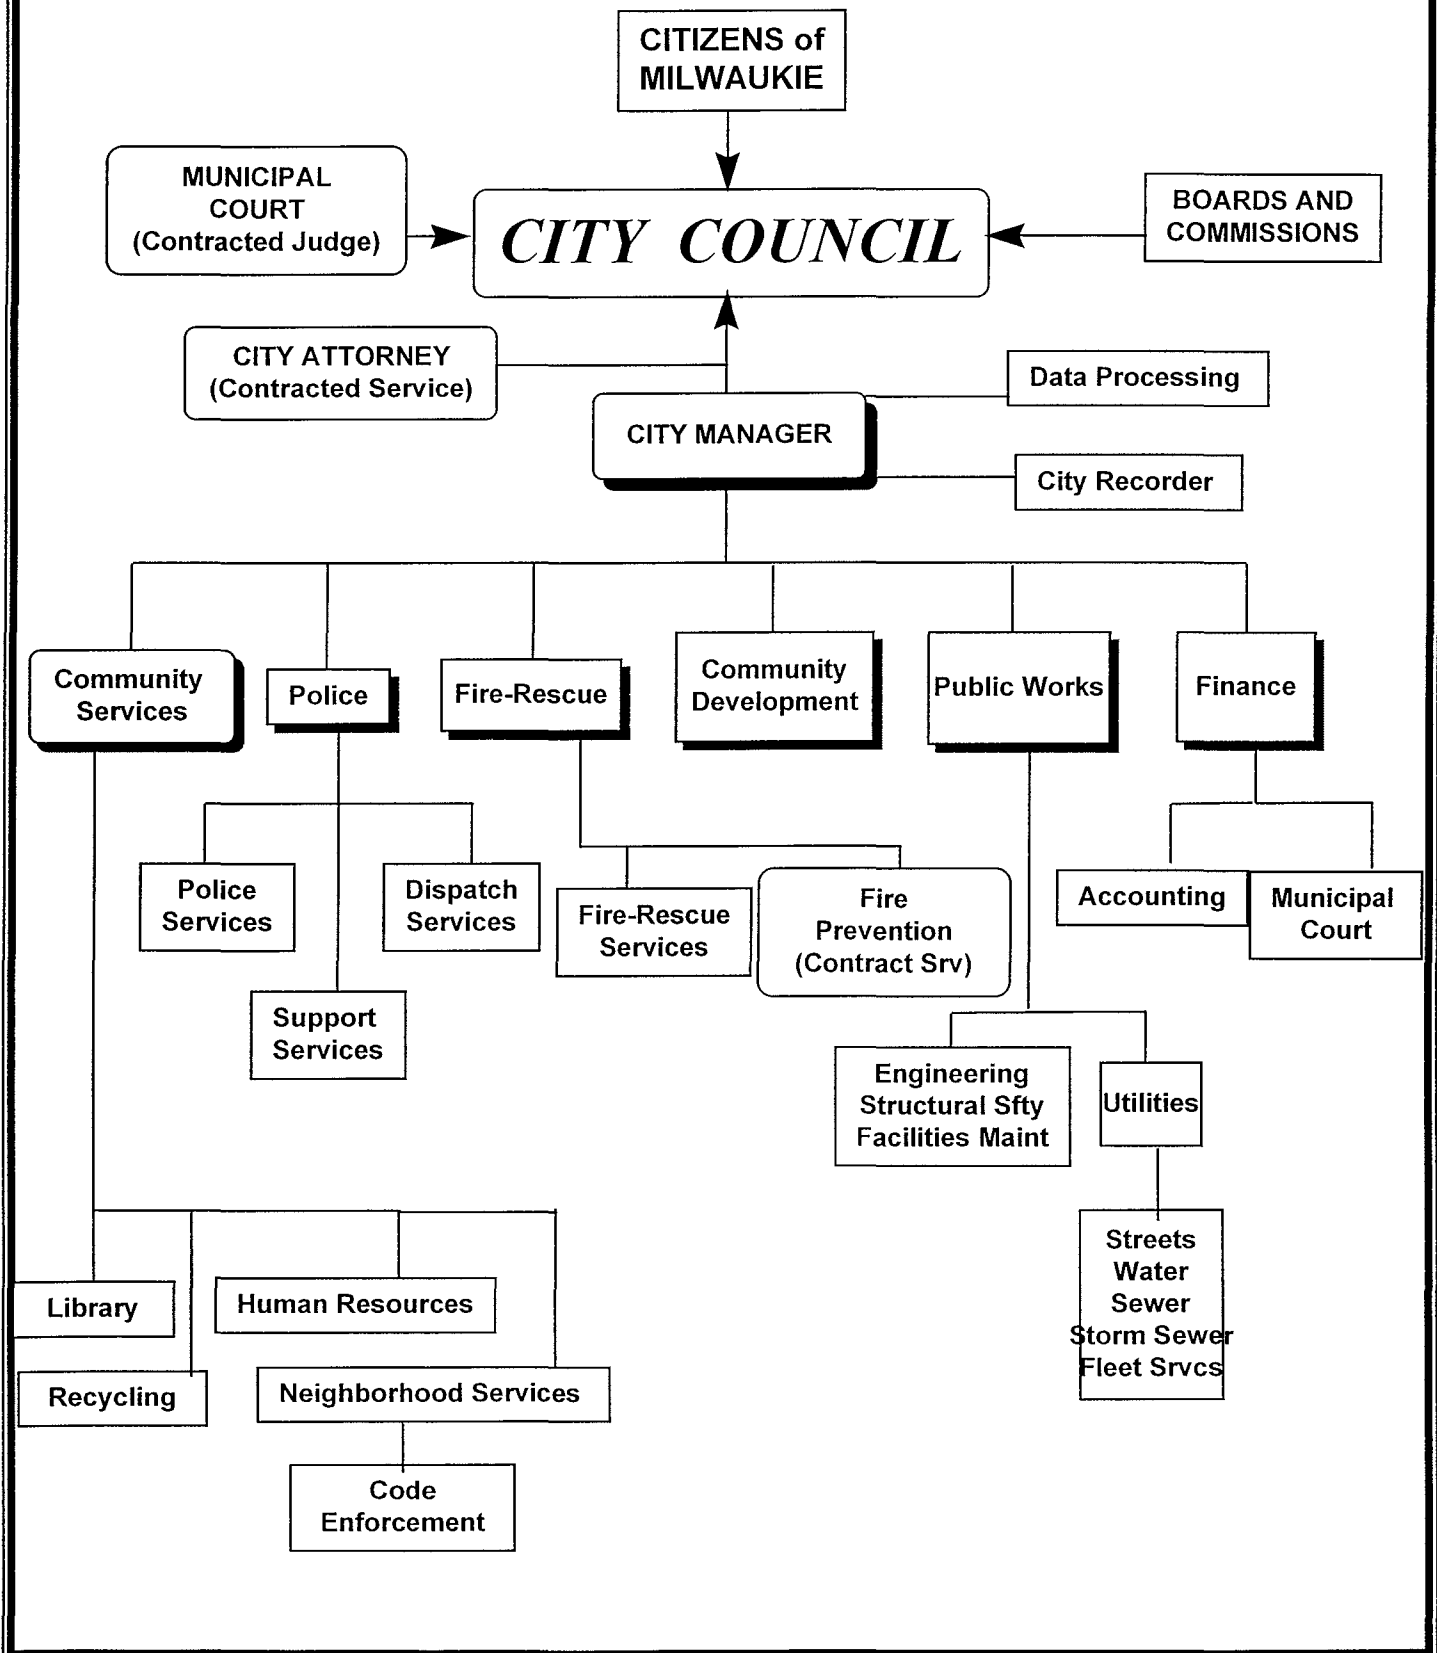 CITIZENS of
MILWAUKIE
MUNICIPAL
COURT
(Contracted Judge)
CITY COUNCIL
BOARDS AND
COMMISSIONS
CITY ATTORNEY
(Contracted Service)
Data Processing
CITY MANAGER
City Recorder
Community
Services
Police
Fire-Rescue
Community
Development
Public Works
Finance
Police
Services
Dispatch
Services
Fire-Rescue
Services
Fire
Prevention
(Contract Srv)
Accounting
Municipal
Court
Support
Services
Engineering
Structural Sfty
Facilities Maint
Utilities
Streets
Water
Sewer
Storm Sewer
Fleet Srvcs
Library
Human Resources
Recycling
Neighborhood Services
Code
Enforcement